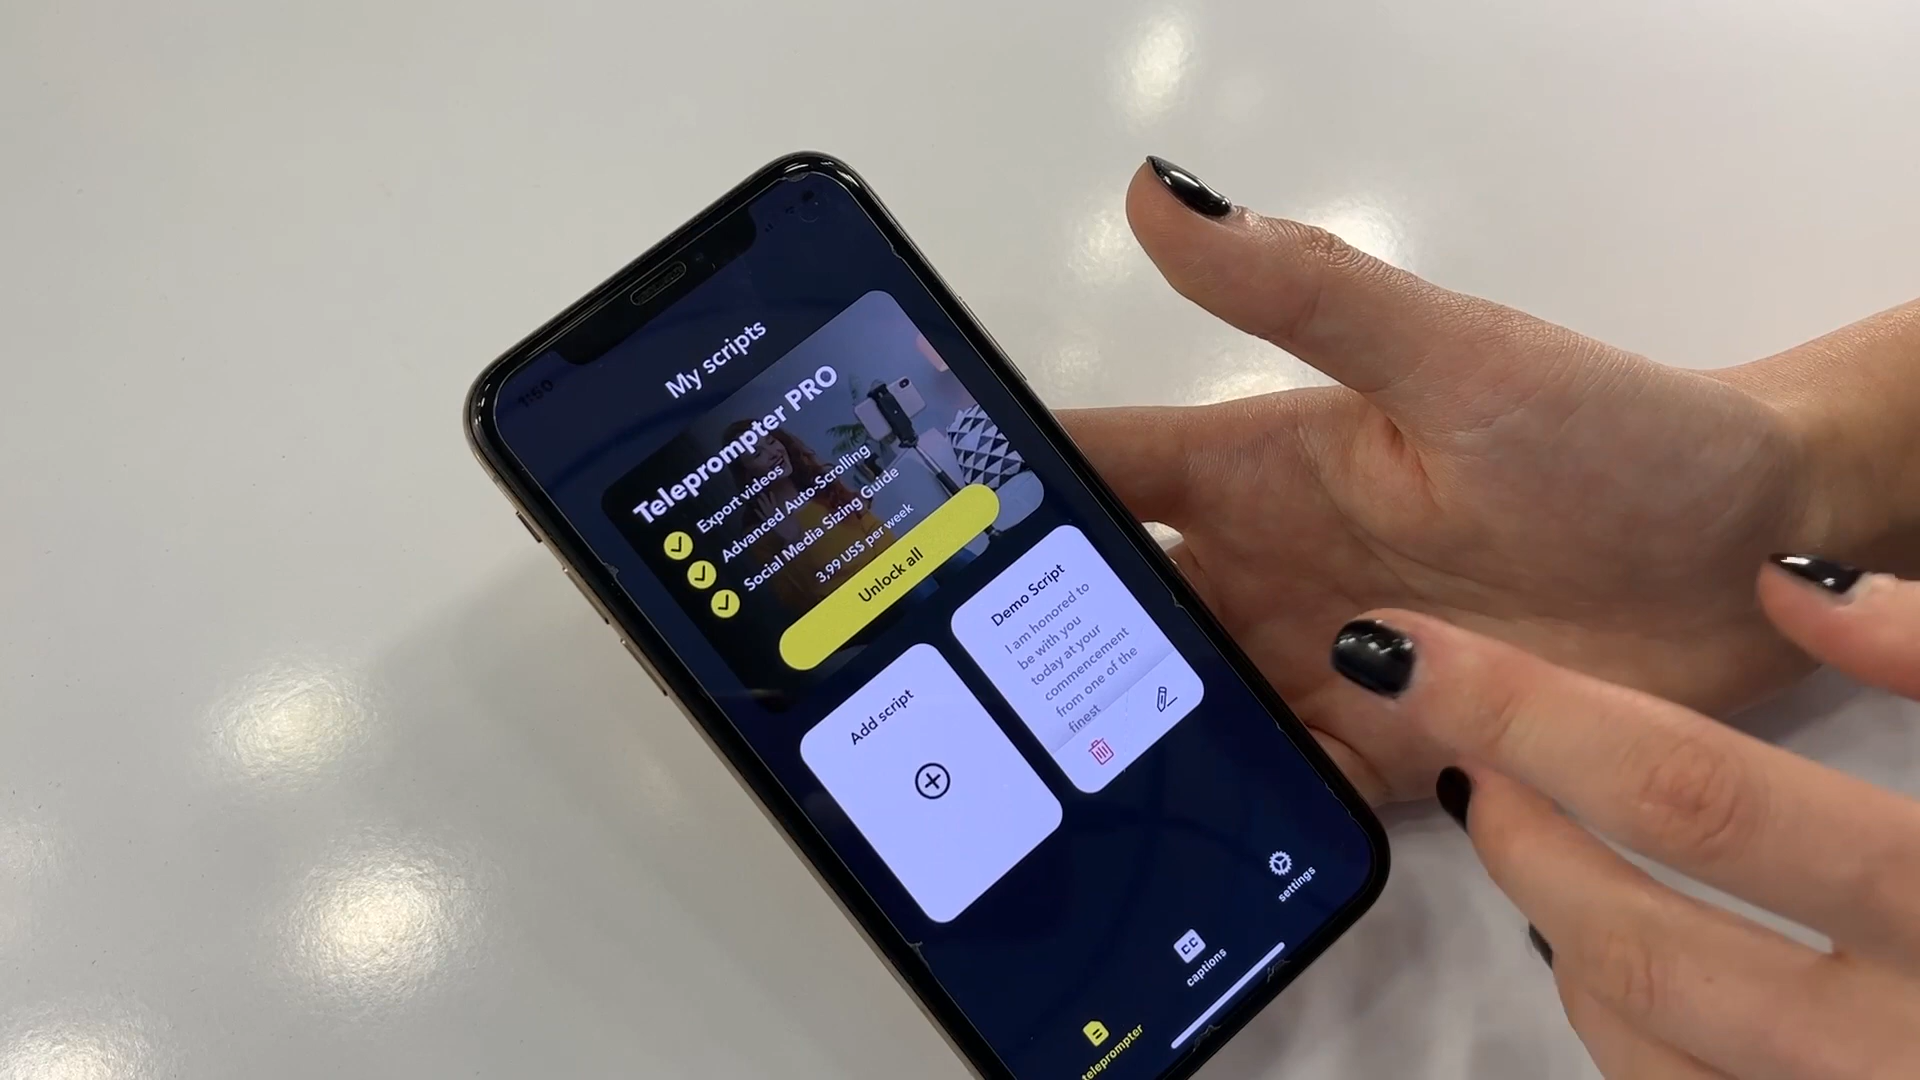 1:50
My scripts
Teleprompter PRO
Export videos
Advanced Auto-Scrolling
Social Media Sizing Guide
3,99 US$ per week
Unlock all
Add script
Demo Script
I am honored to
be with you
today at your
commencement
from one of the
finest
teleprompter
CC
captions
settings